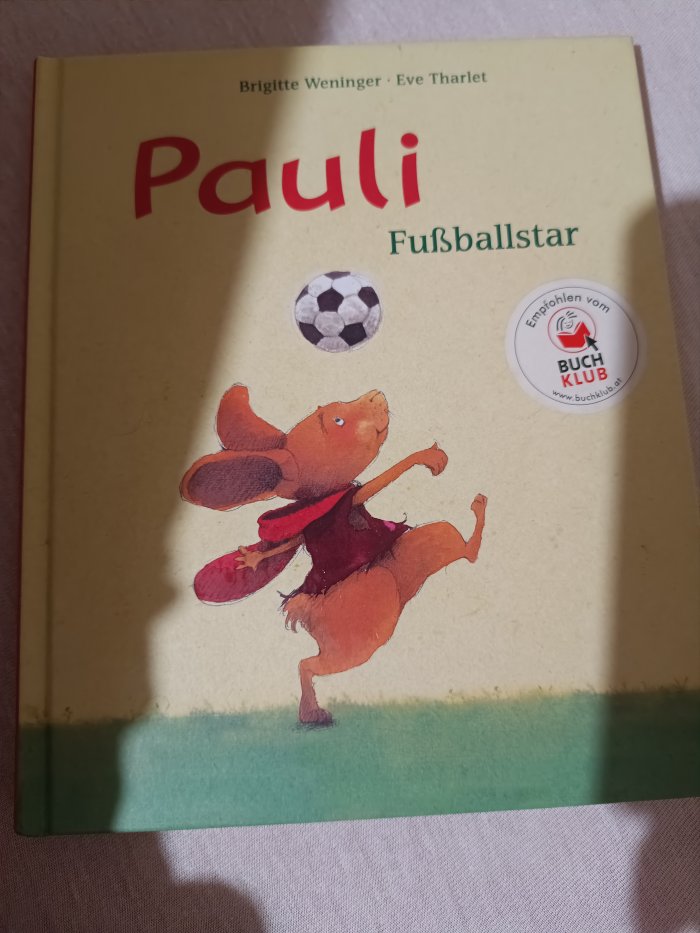 Brigitte Weninger · Eve Tharlet
Pauli
Fußballstar
Empfohlen vom
BUCH
KLUB
www.buchklub.at